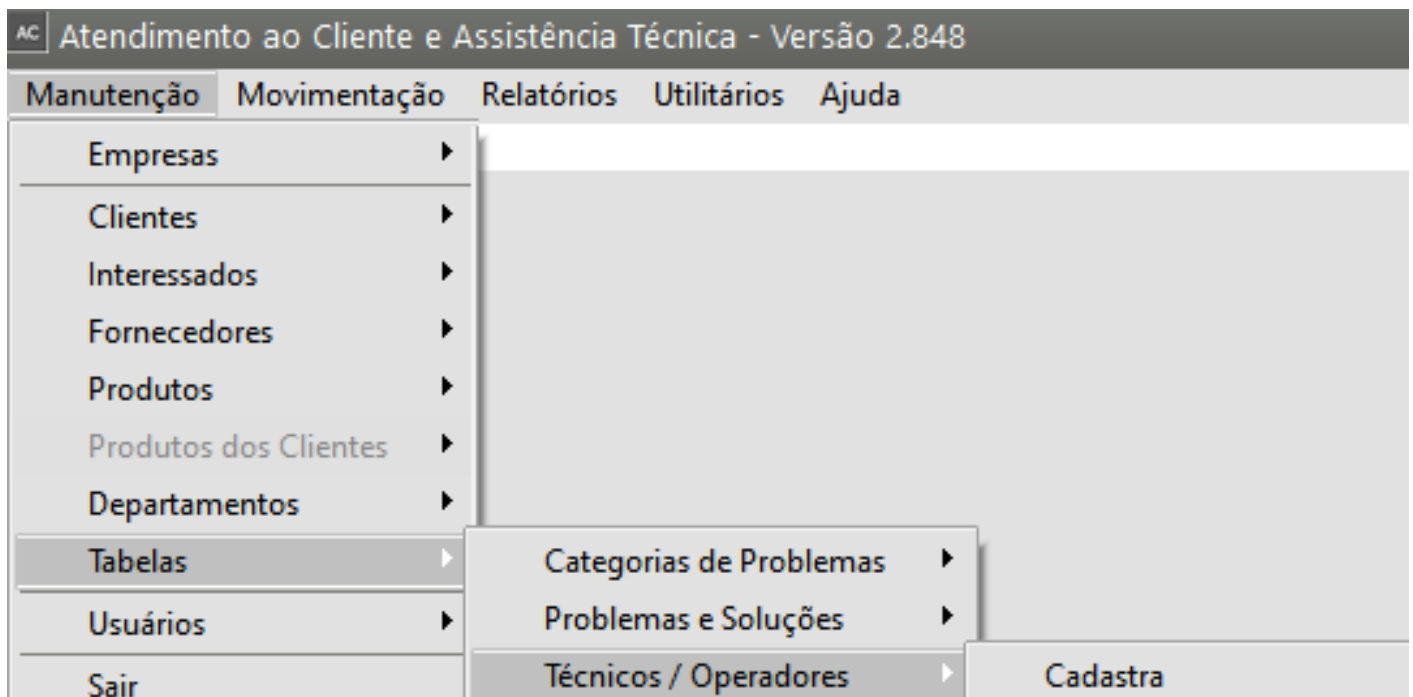 AC Atendimento ao Cliente e Assistência Técnica - Versão 2.848
Manutenção Movimentação Relatórios Utilitários Ajuda
Empresas
Clientes
Interessados
Fornecedores
Produtos
Produtos dos Clientes
Departamentos
Tabelas
Categorias de Problemas
Usuários
Problemas e Soluções
Sair
Técnicos / Operadores
Cadastra